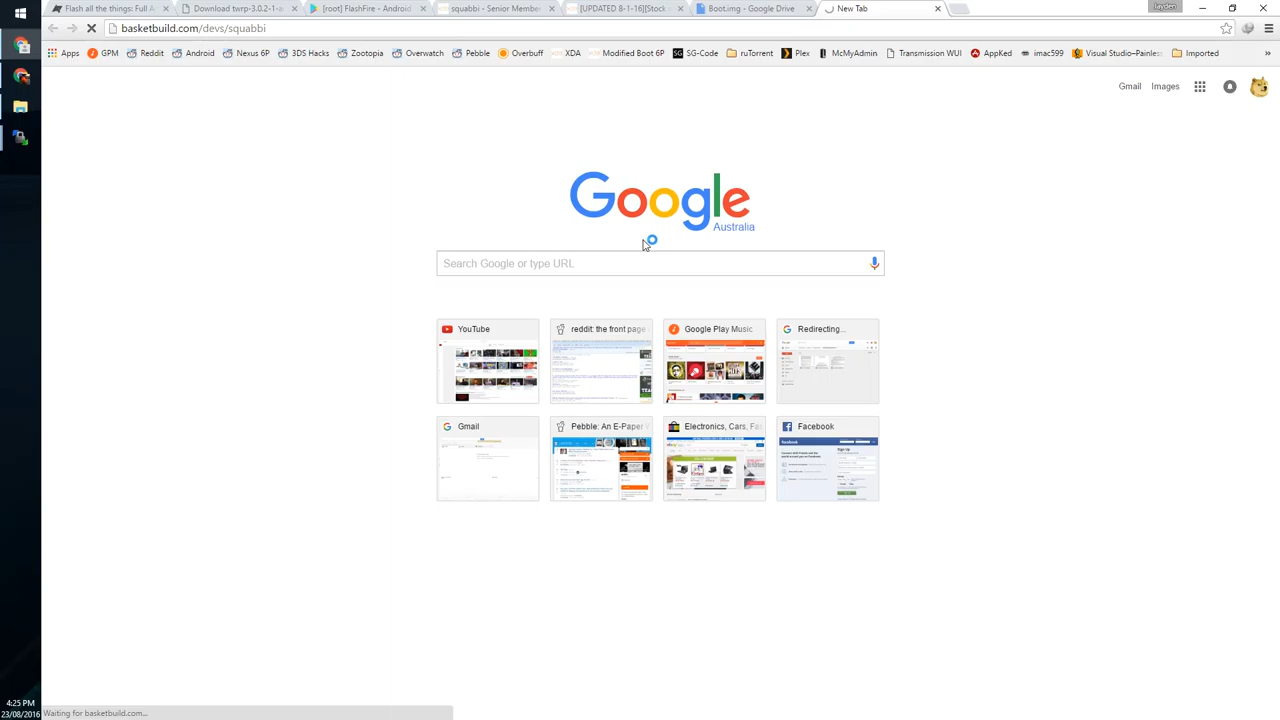 Flash all the things: Full A
Download twrp-3.0.2-1-a
[root] FlashFire - Android
squabbi - Senior Member
[UPDATED 8-1-16][Stock
Boot.img - Google Drive
New Tab
jayden
basketbuild.com/devs/squabbi
Apps
GPM
Reddit
Android
Nexus 6P
3DS Hacks
Zootopia
Overwatch
Pebble
Overbuff
XDA
Modified Boot 6P
SG-Code
ruTorrent
Plex
McMyAdmin
Transmission WUI
AppKed
imac599
Visual Studio-Painless
Imported
»
Gmail
Images
Google
Australia
Search Google or type URL
YouTube
reddit: the front page
Google Play Music
Redirecting...
Gmail
Pebble: An E-Paper W
Electronics, Cars, Fas
Facebook
4:25 PM
23/08/2016
Waiting for basketbuild.com...